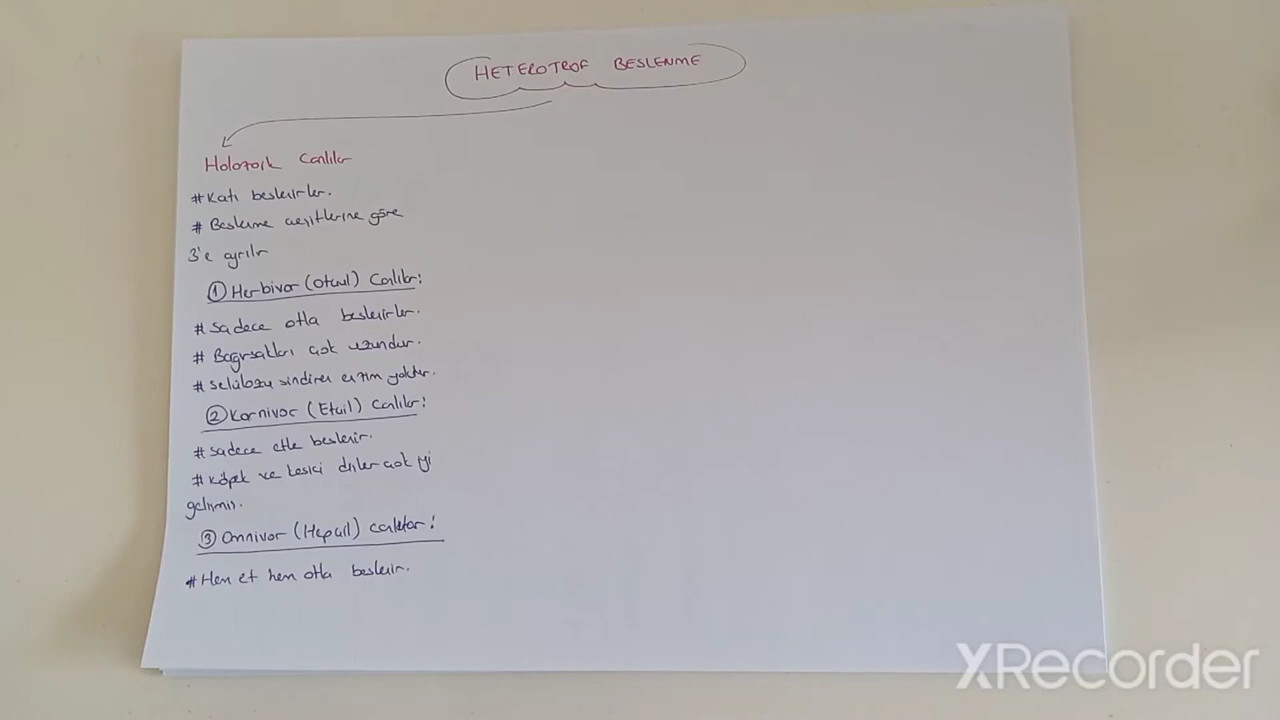 HETEROTROF BESLENME
Holozoik Canlılar
#Katı beslenirler.
# Beslenme çeşitlerine göre
3'e ayrılır
① Herbivor (Otçul) Canlılar:
#Sadece otla beslenirler.
# Bağırsakları çok uzundur.
#Selülozu sindiren enzim yoktur.
② Karnivor (Etçil) Canlılar:
#Sadece etle beslenir.
#Köpek ve kesici dişler çok iyi
gelişmiş.
③ Omnivor (Hepçil) canlılar:
#Hem et hem otla beslenir.
XRecorder